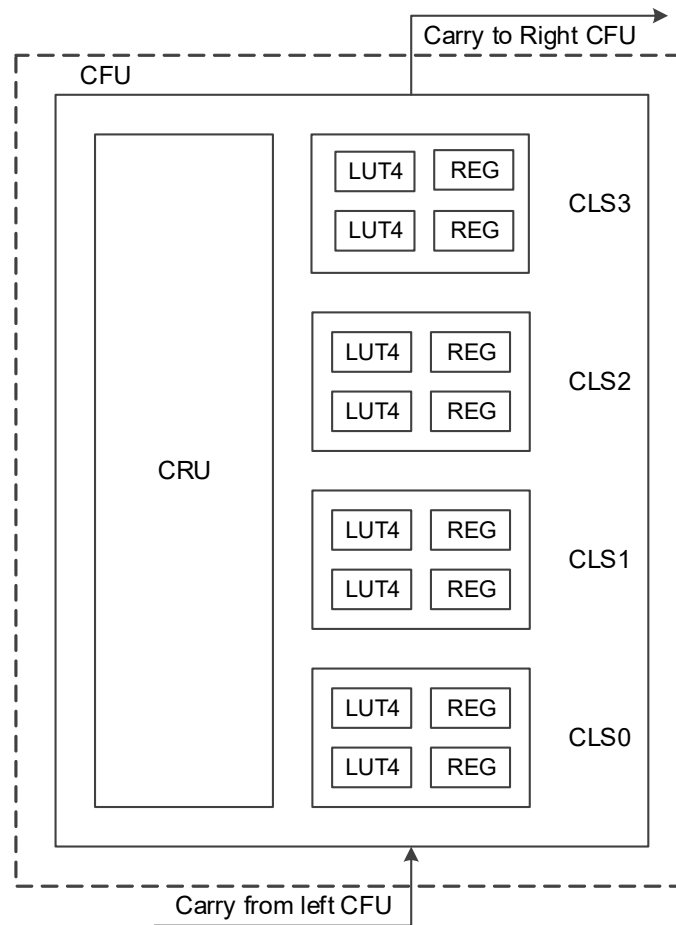 Carry to Right CFU
CFU
LUT4 REG
CLS3
LUT4 REG
LUT4 REG
CLS2
LUT4 REG
CRU
LUT4 REG
CLS1
LUT4 REG
LUT4 REG
CLS0
LUT4 REG
Carry from left CFU